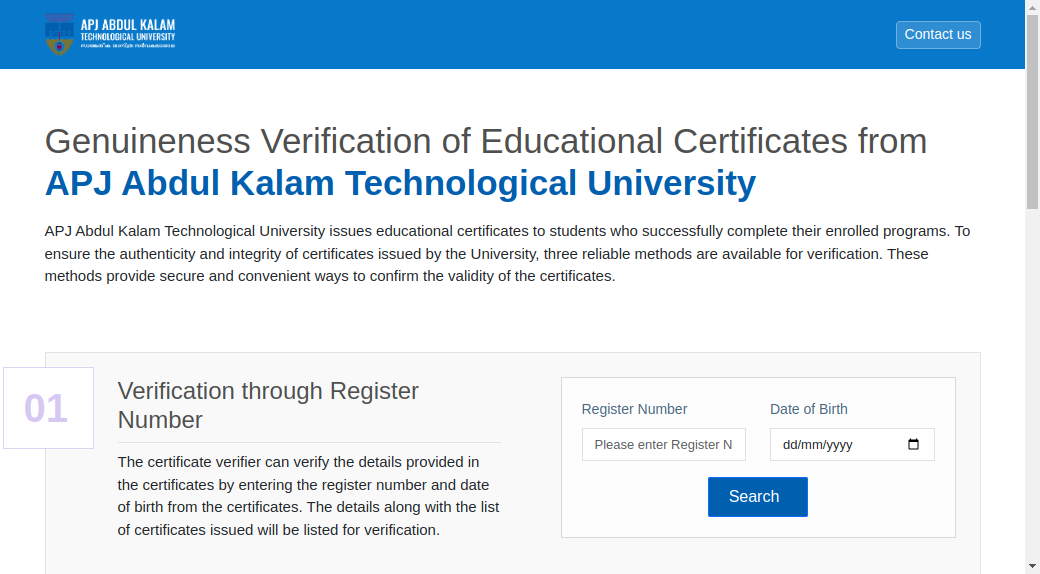 APJ ABDUL KALAM
TECHNOLOGICAL UNIVERSITY
Contact us
Genuineness Verification of Educational Certificates from
APJ Abdul Kalam Technological University
APJ Abdul Kalam Technological University issues educational certificates to students who successfully complete their enrolled programs. To
ensure the authenticity and integrity of certificates issued by the University, three reliable methods are available for verification. These
methods provide secure and convenient ways to confirm the validity of the certificates.
01
Verification through Register
Number
The certificate verifier can verify the details provided in
the certificates by entering the register number and date
of birth from the certificates. The details along with the list
of certificates issued will be listed for verification.
Register Number
Date of Birth
Please enter Register N
dd/mm/yyyy
Search